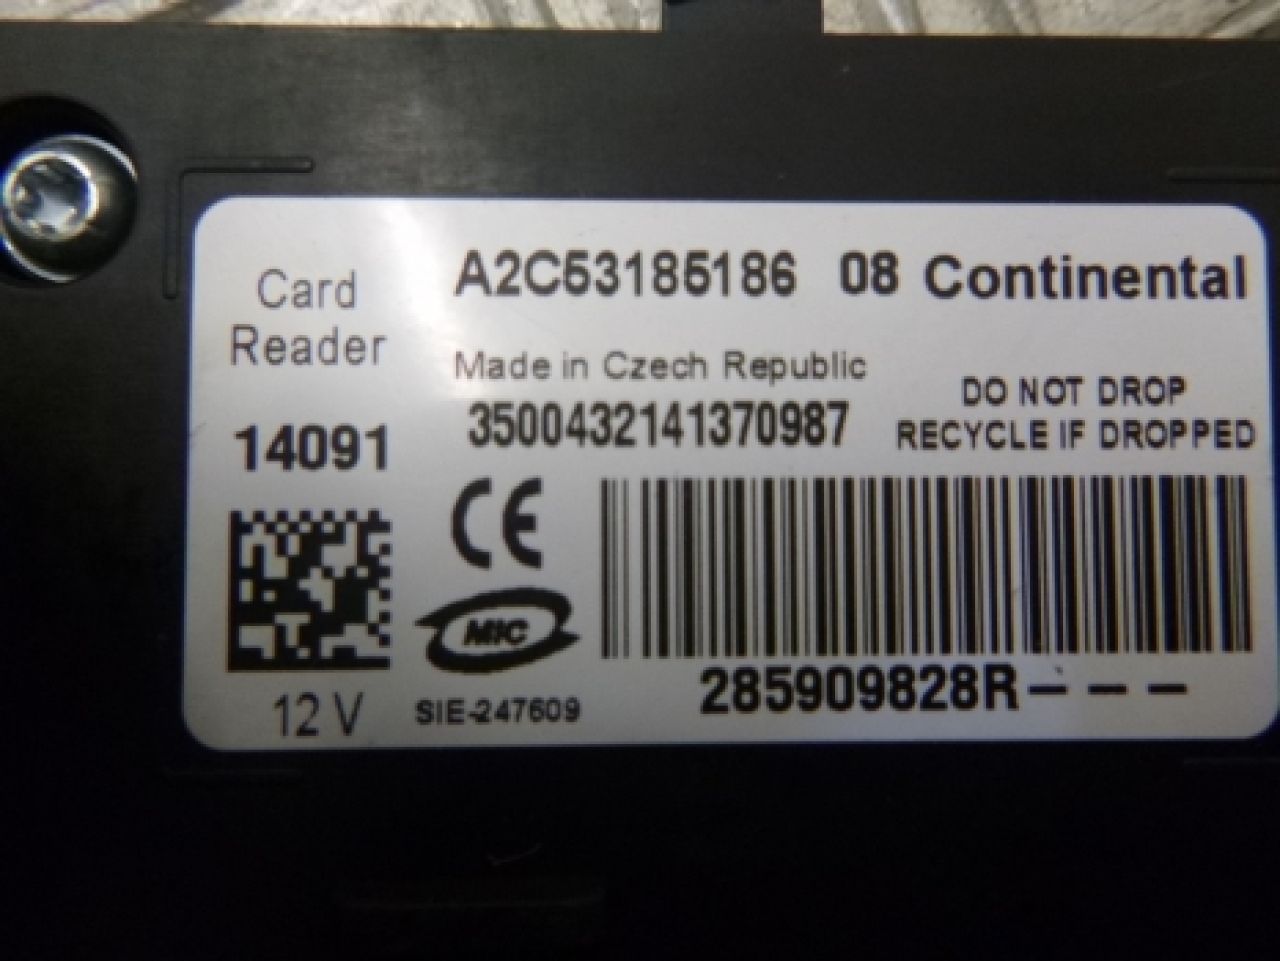 Card
Reader
14091
12 V
A2C53185186 08 Continental
Made in Czech Republic
3500432141370987
DO NOT DROP
RECYCLE IF DROPPED
CE
MIC
SIE-247609
285909828R---